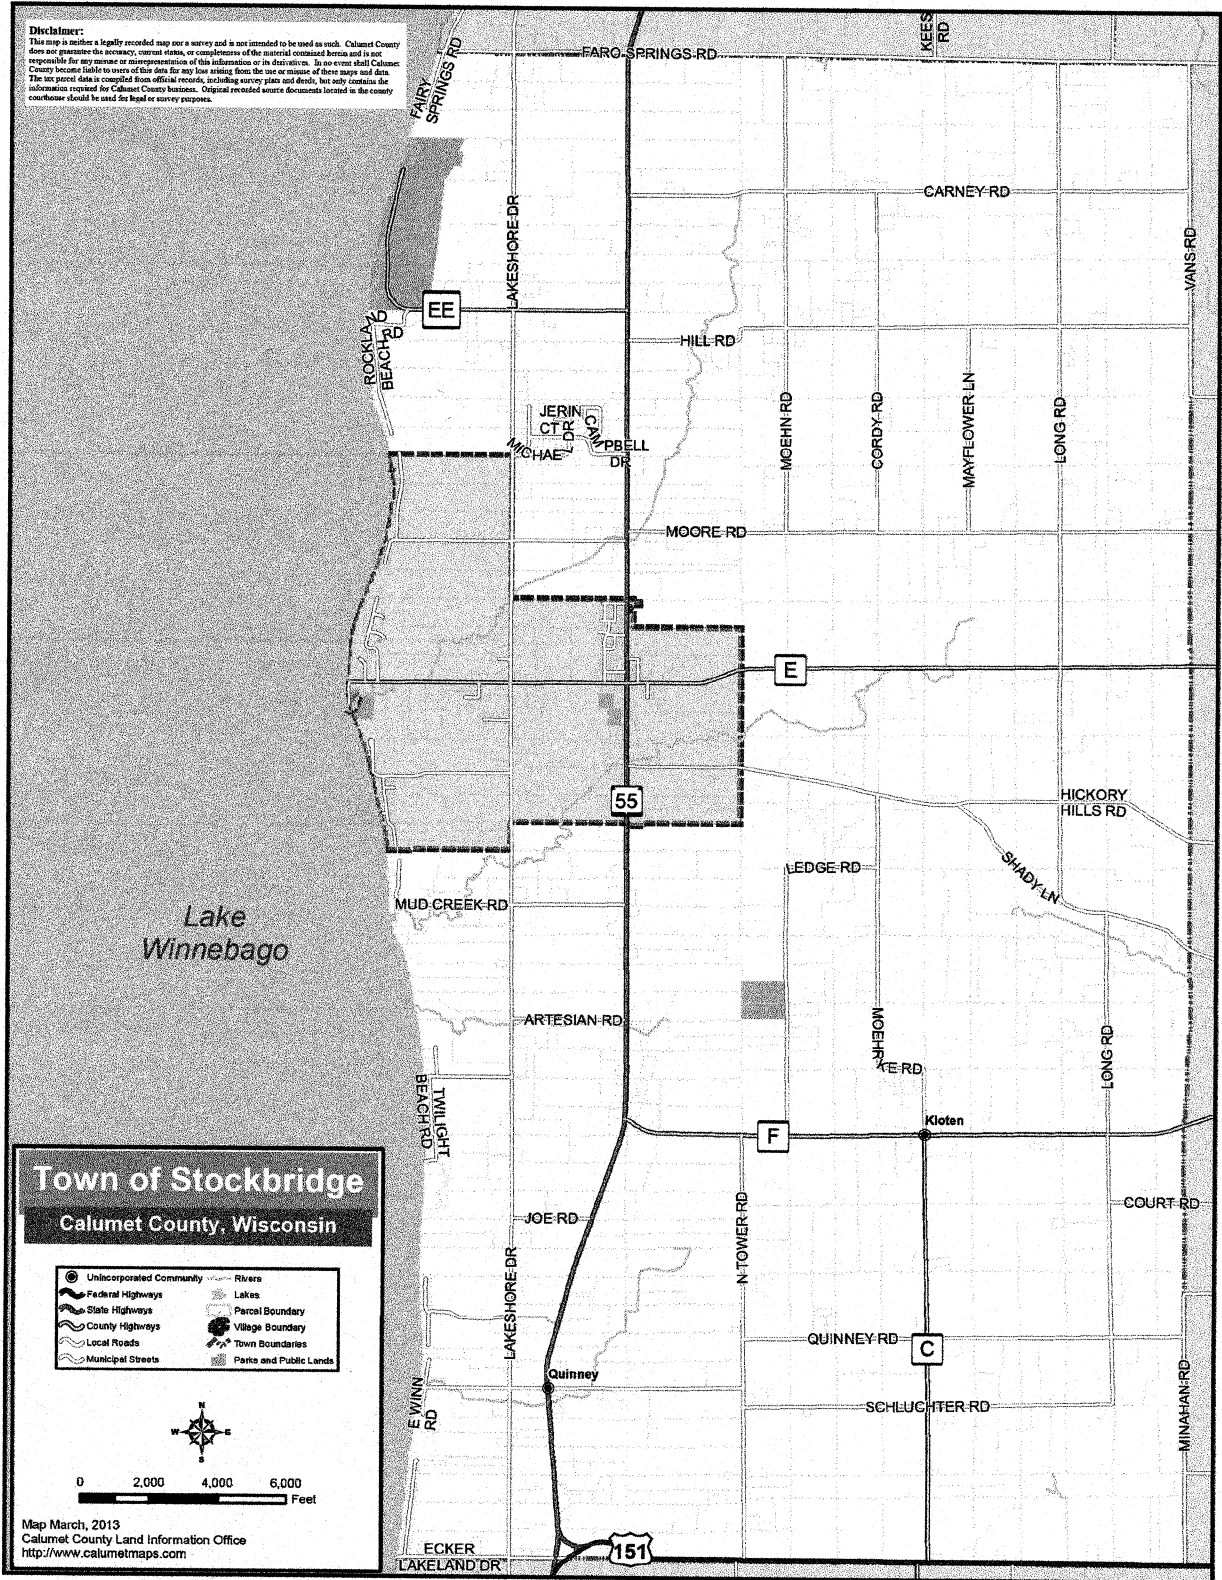 Disclaimer:
This map is neither a legally recorded map nor a survey and is not intended to be used as such. Calumet County
does not guarantee the accuracy, current status, or completeness of the material contained herein and is not
responsible for any misuse or misrepresentation of this information or its derivatives. In no event shall Calumet
County become liable to users of this data for any loss arising from the use or misuse of these maps and data.
The tax parcel data is compiled from official records, including survey plats and deeds, but only contains the
information required for Calumet County business. Original recorded source documents located in the county
courthouse should be used for legal or survey purposes.
KEES
RD
FARO SPRINGS RD
FAIRY
SPRINGS RD
CARNEY RD
LAKESHORE DR
VANS RD
EE
ROCKLAND
BEACH RD
HILL RD
JERIN
CT
MICHAEL DR
CAMPBELL
DR
MOEHN RD
CORDY RD
MAYFLOWER LN
LONG RD
MOORE RD
E
55
HICKORY
HILLS RD
LEDGE RD
SHADY LN
MUD CREEK RD
Lake
Winnebago
ARTESIAN RD
MOEHRKE RD
LONG RD
TWILIGHT
BEACH RD
Kloten
F
COURT RD
JOE RD
N TOWER RD
LAKESHORE DR
QUINNEY RD
C
Quinney
E WINN
RD
SCHLUCHTER RD
MINAHAN RD
151
ECKER
LAKELAND DR
Town of Stockbridge
Calumet County, Wisconsin
Unincorporated Community
Federal Highways
State Highways
County Highways
Local Roads
Municipal Streets
Rivers
Lakes
Parcel Boundary
Village Boundary
Town Boundaries
Parks and Public Lands
N
W E
S
0 2,000 4,000 6,000
Feet
Map March, 2013
Calumet County Land Information Office
http://www.calumetmaps.com